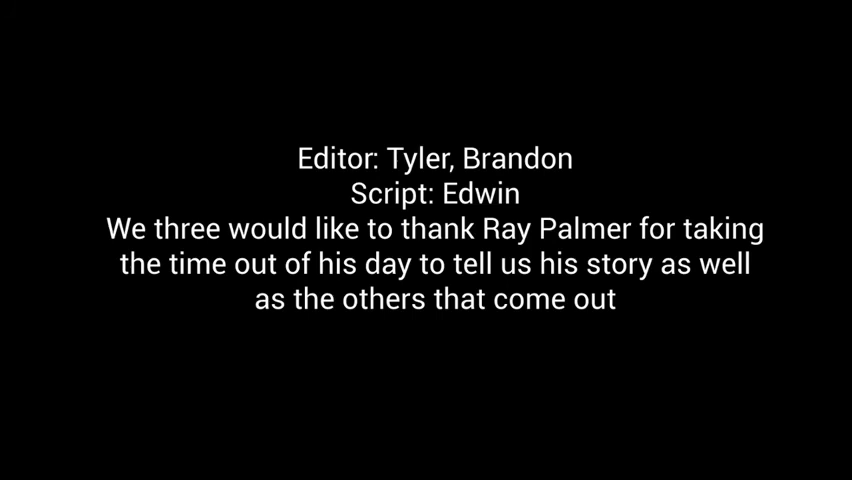 Editor: Tyler, Brandon
Script: Edwin
We three would like to thank Ray Palmer for taking
the time out of his day to tell us his story as well
as the others that come out